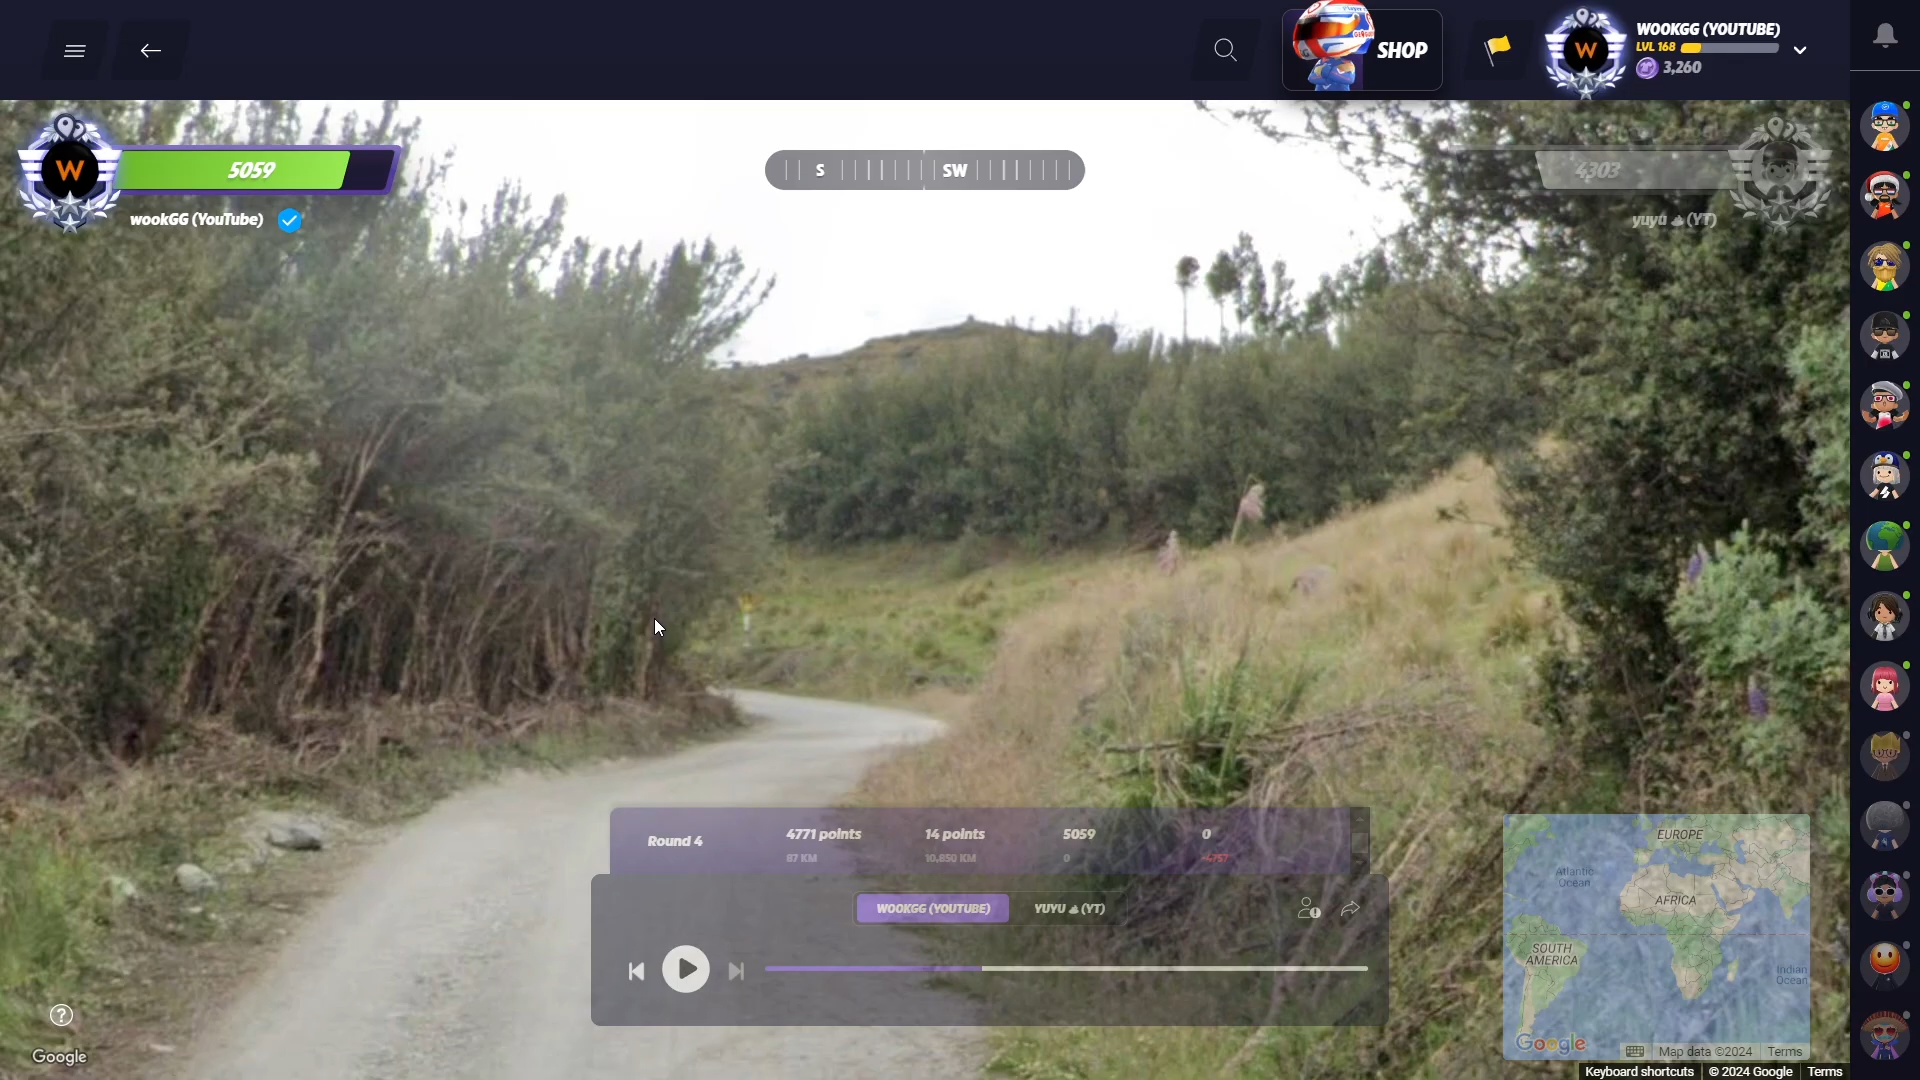 SHOP
WOOKGG (YOUTUBE)
LVL 168
3,260
W
W
5059
wookGG (YouTube)
S
SW
4303
yuyu (YT)
Round 4
4771 points
14 points
5059
0
87 KM
10,850 KM
0
-4757
WOOKGG (YOUTUBE)
YUYU (YT)
EUROPE
Atlantic
Ocean
AFRICA
SOUTH
AMERICA
Indian
Ocean
Google
Map data ©2024
Terms
?
Google
Keyboard shortcuts
© 2024 Google
Terms